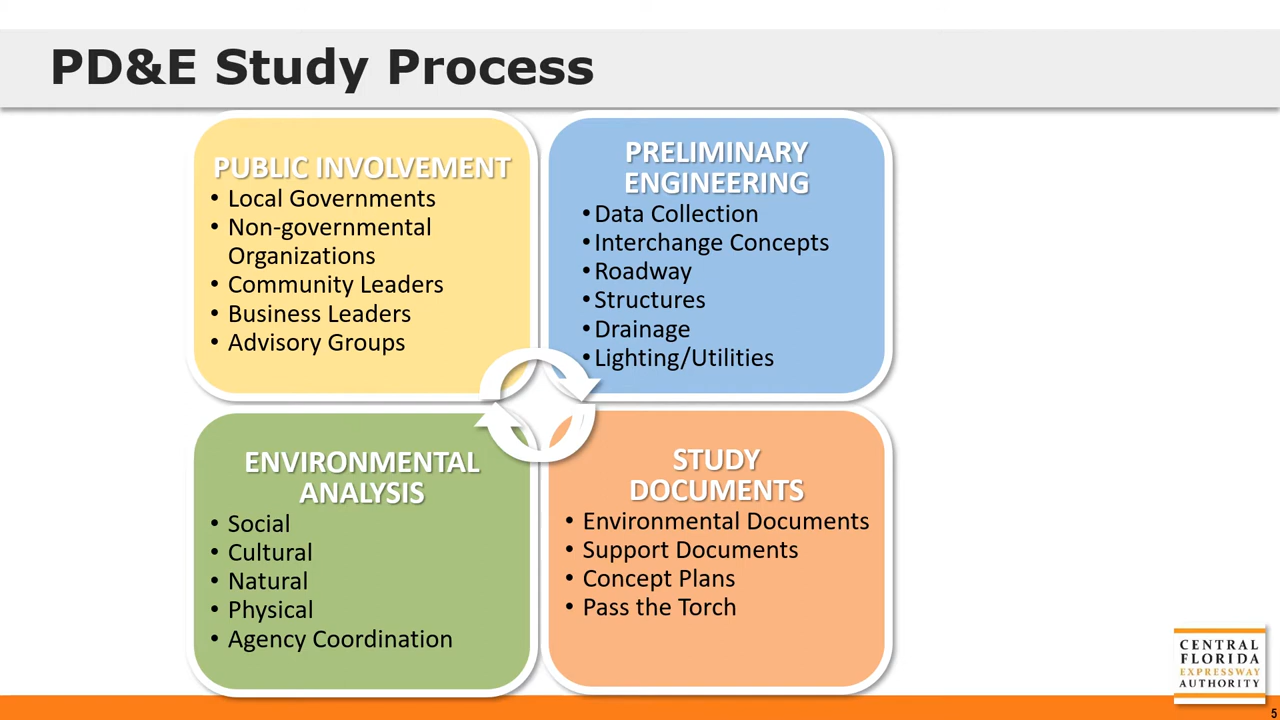 PD&E Study Process
PUBLIC INVOLVEMENT
• Local Governments
• Non-governmental
Organizations
• Community Leaders
• Business Leaders
• Advisory Groups
PRELIMINARY
ENGINEERING
• Data Collection
• Interchange Concepts
• Roadway
• Structures
• Drainage
• Lighting/Utilities
ENVIRONMENTAL
ANALYSIS
• Social
• Cultural
• Natural
• Physical
• Agency Coordination
STUDY
DOCUMENTS
• Environmental Documents
• Support Documents
• Concept Plans
• Pass the Torch
CENTRAL
FLORIDA
EXPRESSWAY
AUTHORITY
5